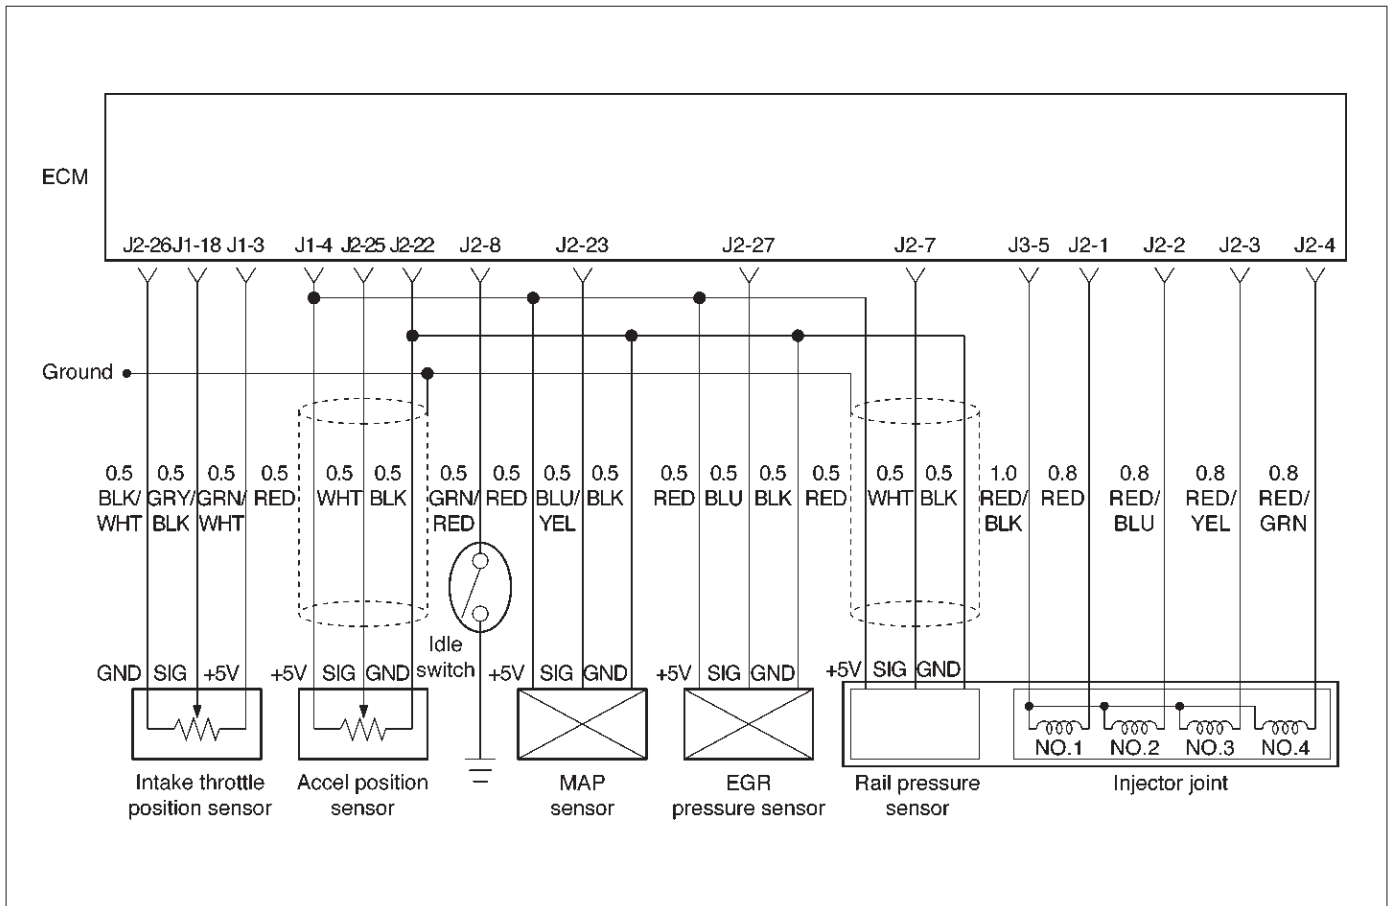 ECM
J2-26 J1-18 J1-3 J1-4 J2-25 J2-22 J2-8 J2-23 J2-27 J2-7 J3-5 J2-1 J2-2 J2-3 J2-4
Ground
0.5 0.5 0.5 0.5 0.5 0.5 0.5 0.5 0.5 0.5 0.5 0.5 0.5 0.5 0.5 0.5 1.0 0.8 0.8 0.8 0.8
BLK/ GRY/ GRN/ RED WHT BLK GRN/ RED BLU/ BLK RED BLU BLK RED WHT BLK RED/ RED RED/ RED/ RED/
WHT BLK WHT RED YEL BLK BLU YEL GRN
Idle
switch
GND SIG +5V +5V SIG GND +5V SIG GND +5V SIG GND +5V SIG GND
NO.1 NO.2 NO.3 NO.4
Intake throttle
position sensor
Accel position
sensor
MAP
sensor
EGR
pressure sensor
Rail pressure
sensor
Injector joint